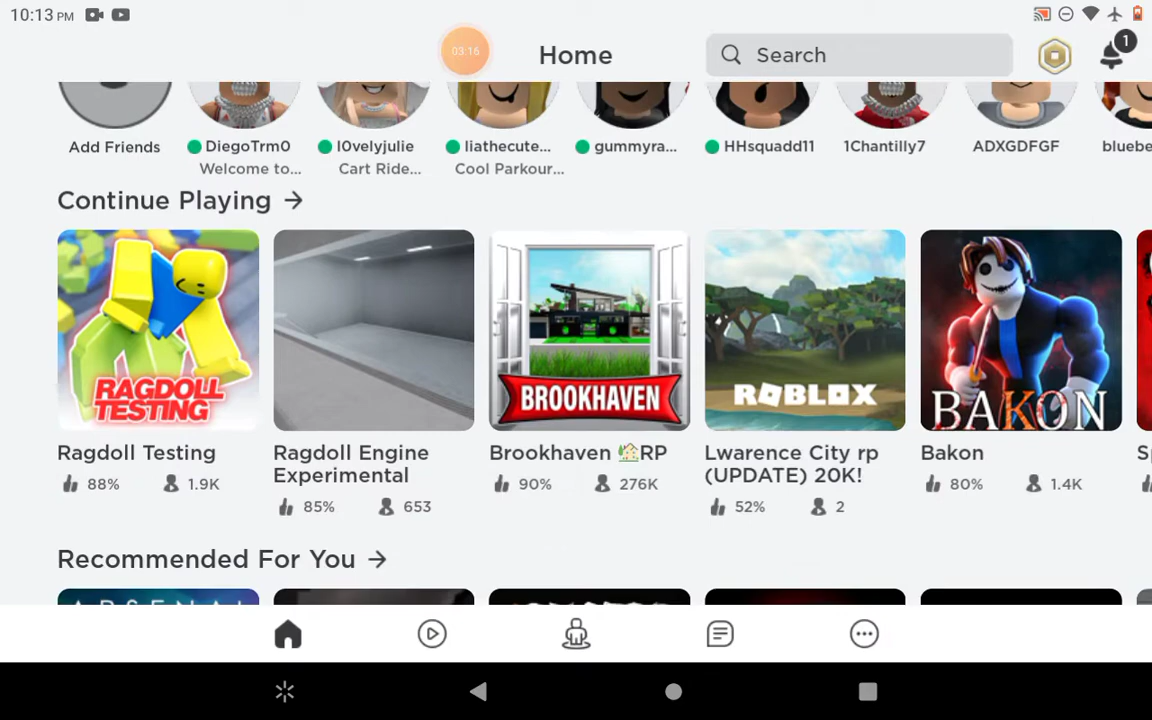 10:13 PM
03:16
Home
Search
1
Add Friends
DiegoTrm0
l0velyjulie
liathecute...
gummyra...
HHsquadd11
1Chantilly7
ADXGDFGF
bluebe
Welcome to...
Cart Ride...
Cool Parkour...
Continue Playing →
RAGDOLL
TESTING
BROOKHAVEN
ROBLOX
BAKON
Ragdoll Testing
Ragdoll Engine
Experimental
Brookhaven 🏡RP
Lwarence City rp
(UPDATE) 20K!
Bakon
88% 1.9K
85% 653
90% 276K
52% 2
80% 1.4K
Recommended For You →
ARSENAL